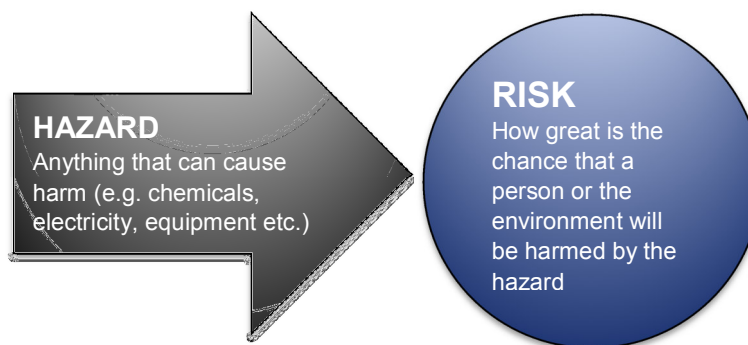 HAZARD
Anything that can cause
harm (e.g. chemicals,
electricity, equipment etc.)
RISK
How great is the
chance that a
person or the
environment will
be harmed by the
hazard